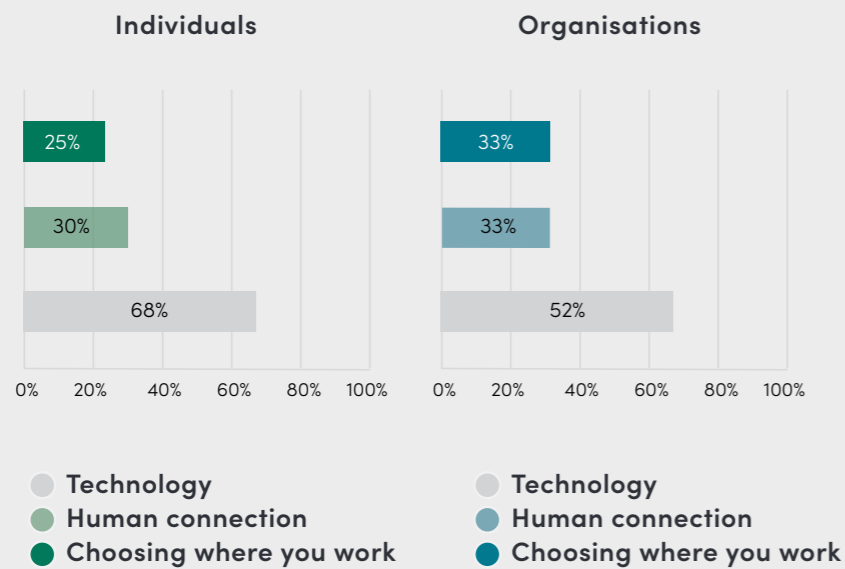 Individuals
25%
30%
68%
0% 20% 40% 60% 80% 100%
Technology
Human connection
Choosing where you work
Organisations
33%
33%
52%
0% 20% 40% 60% 80% 100%
Technology
Human connection
Choosing where you work